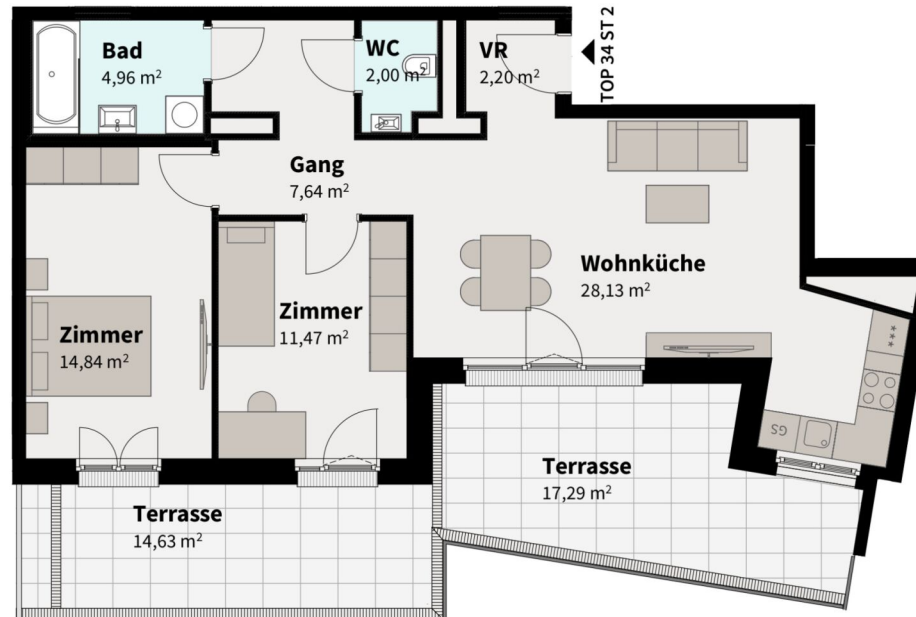 Bad
4,96 m²
WC
2,00 m²
VR
2,20 m²
TOP 34 ST 2
Gang
7,64 m²
Wohnküche
28,13 m²
Zimmer
14,84 m²
Zimmer
11,47 m²
***
GS
Terrasse
17,29 m²
Terrasse
14,63 m²